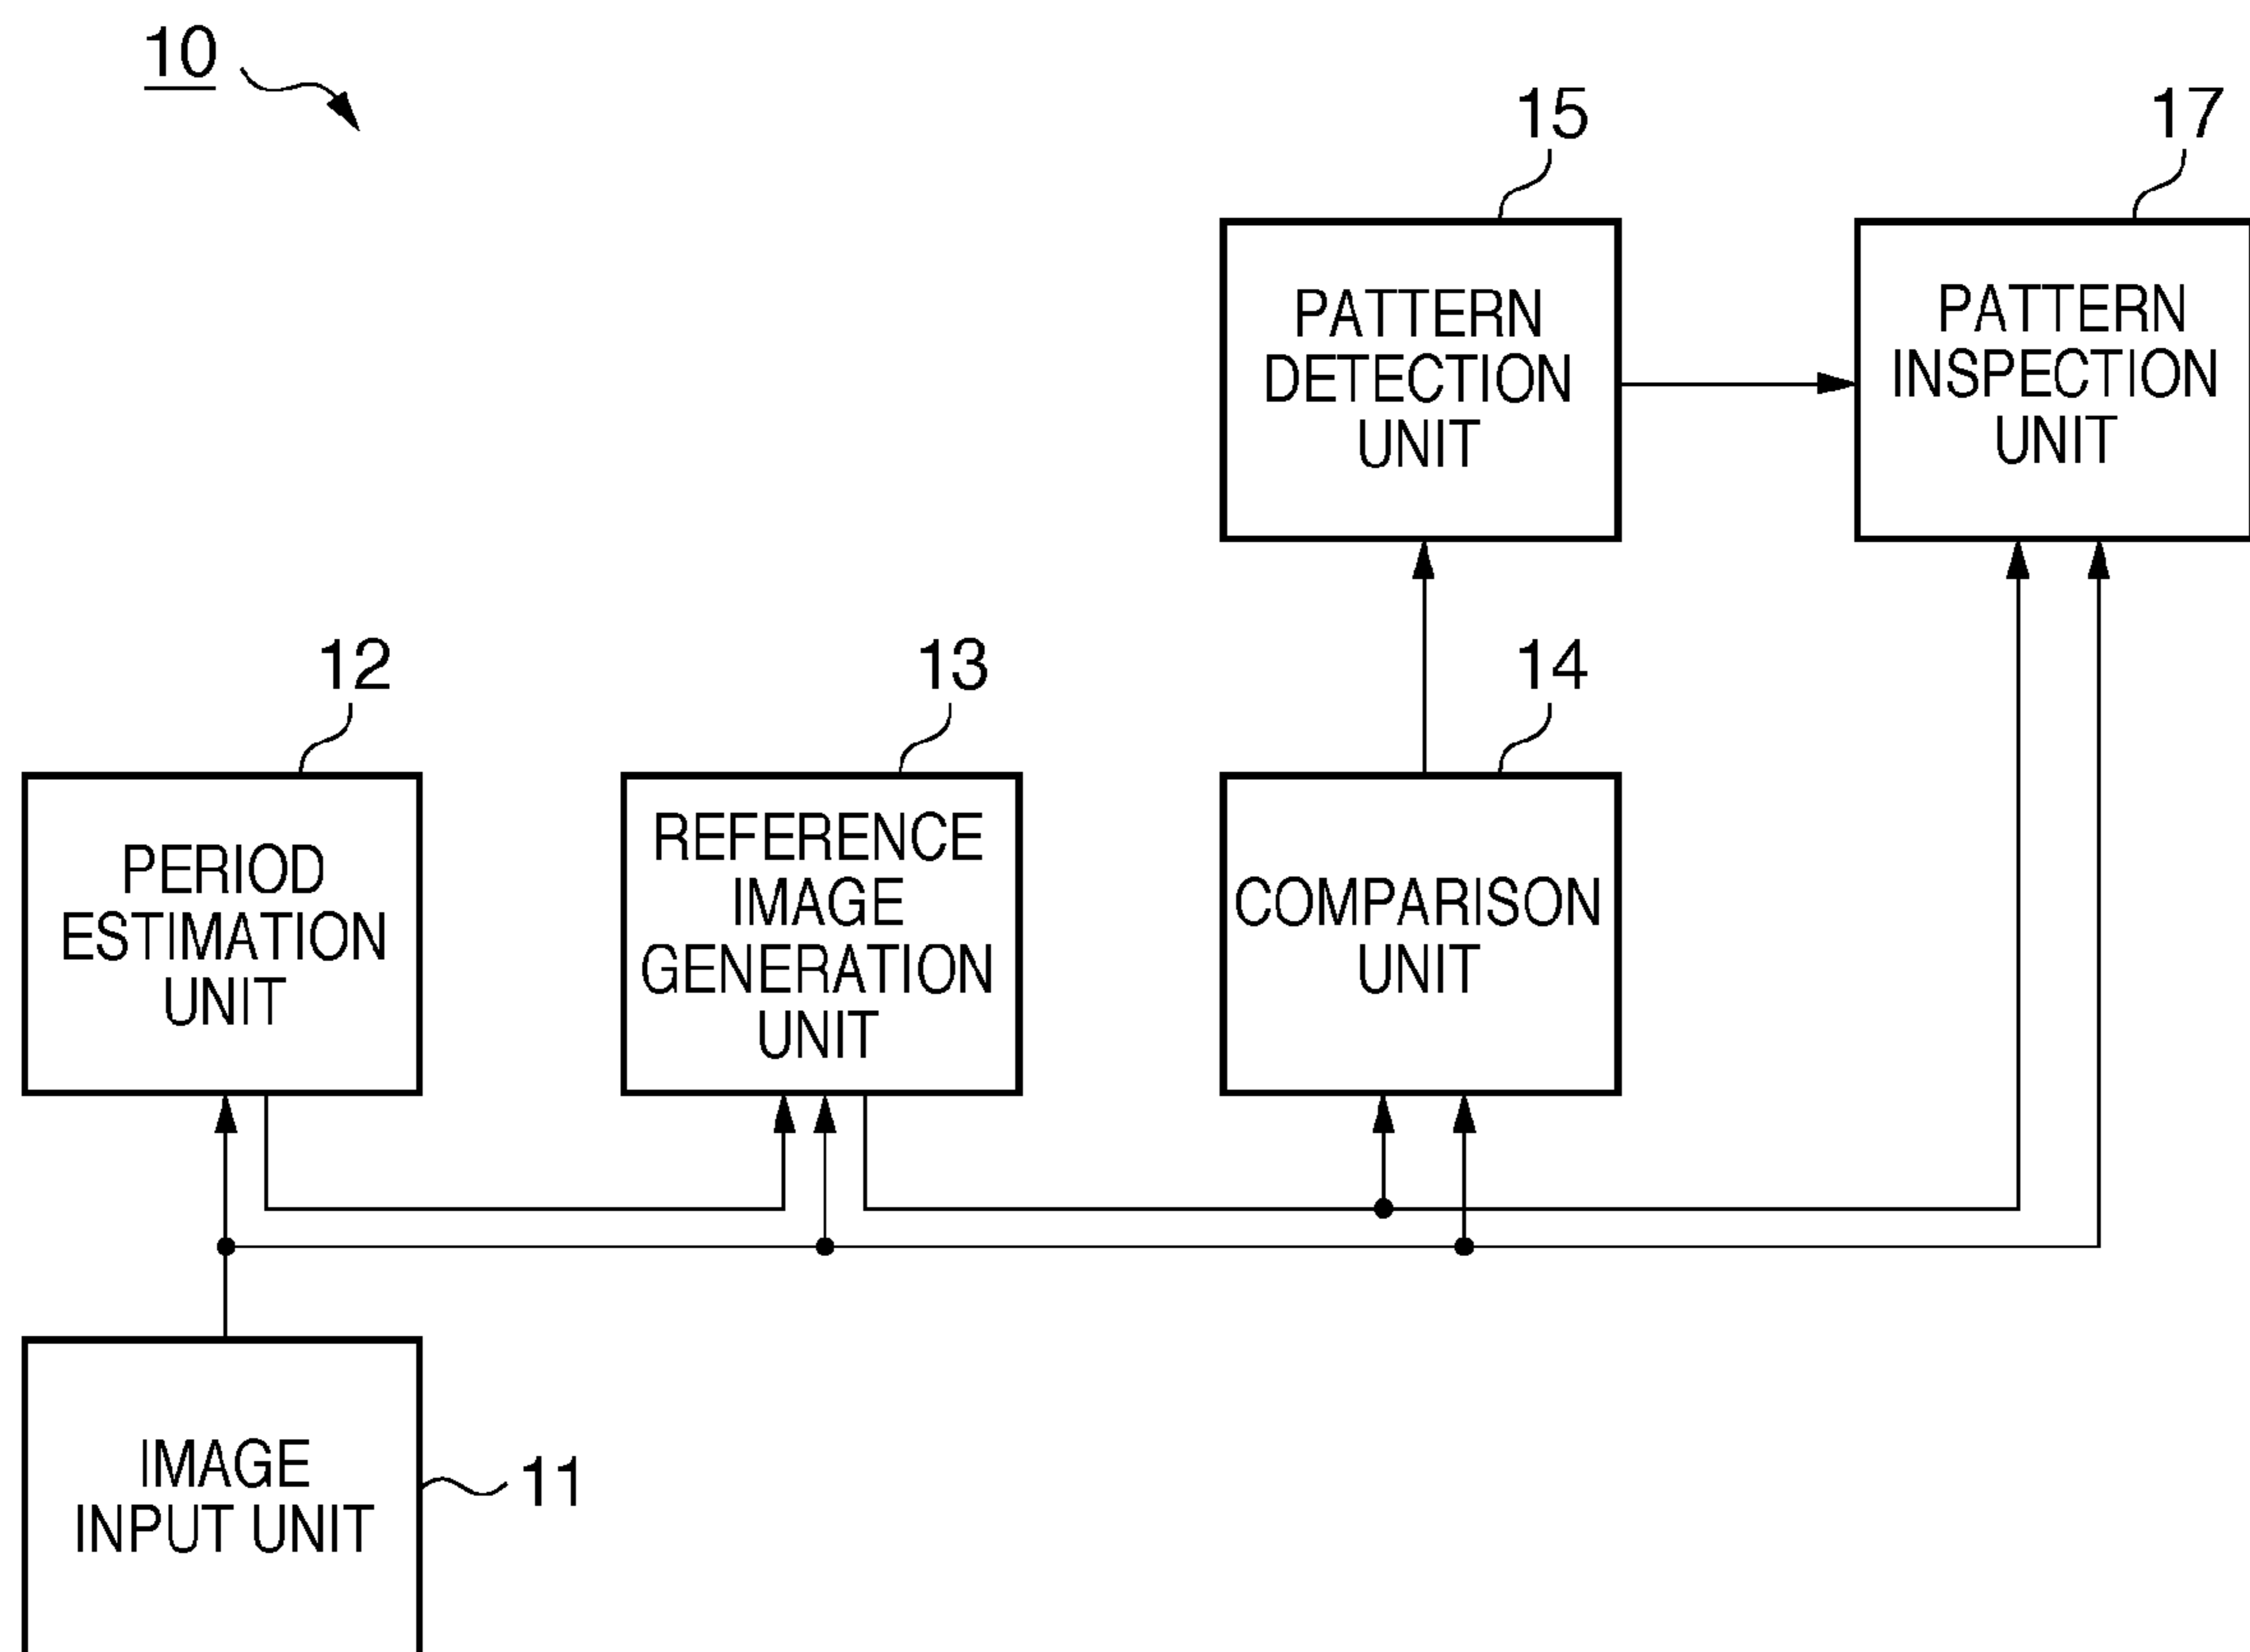 10
15
17
PATTERN
DETECTION
UNIT
PATTERN
INSPECTION
UNIT
12
13
14
PERIOD
ESTIMATION
UNIT
REFERENCE
IMAGE
GENERATION
UNIT
COMPARISON
UNIT
IMAGE
INPUT UNIT
11